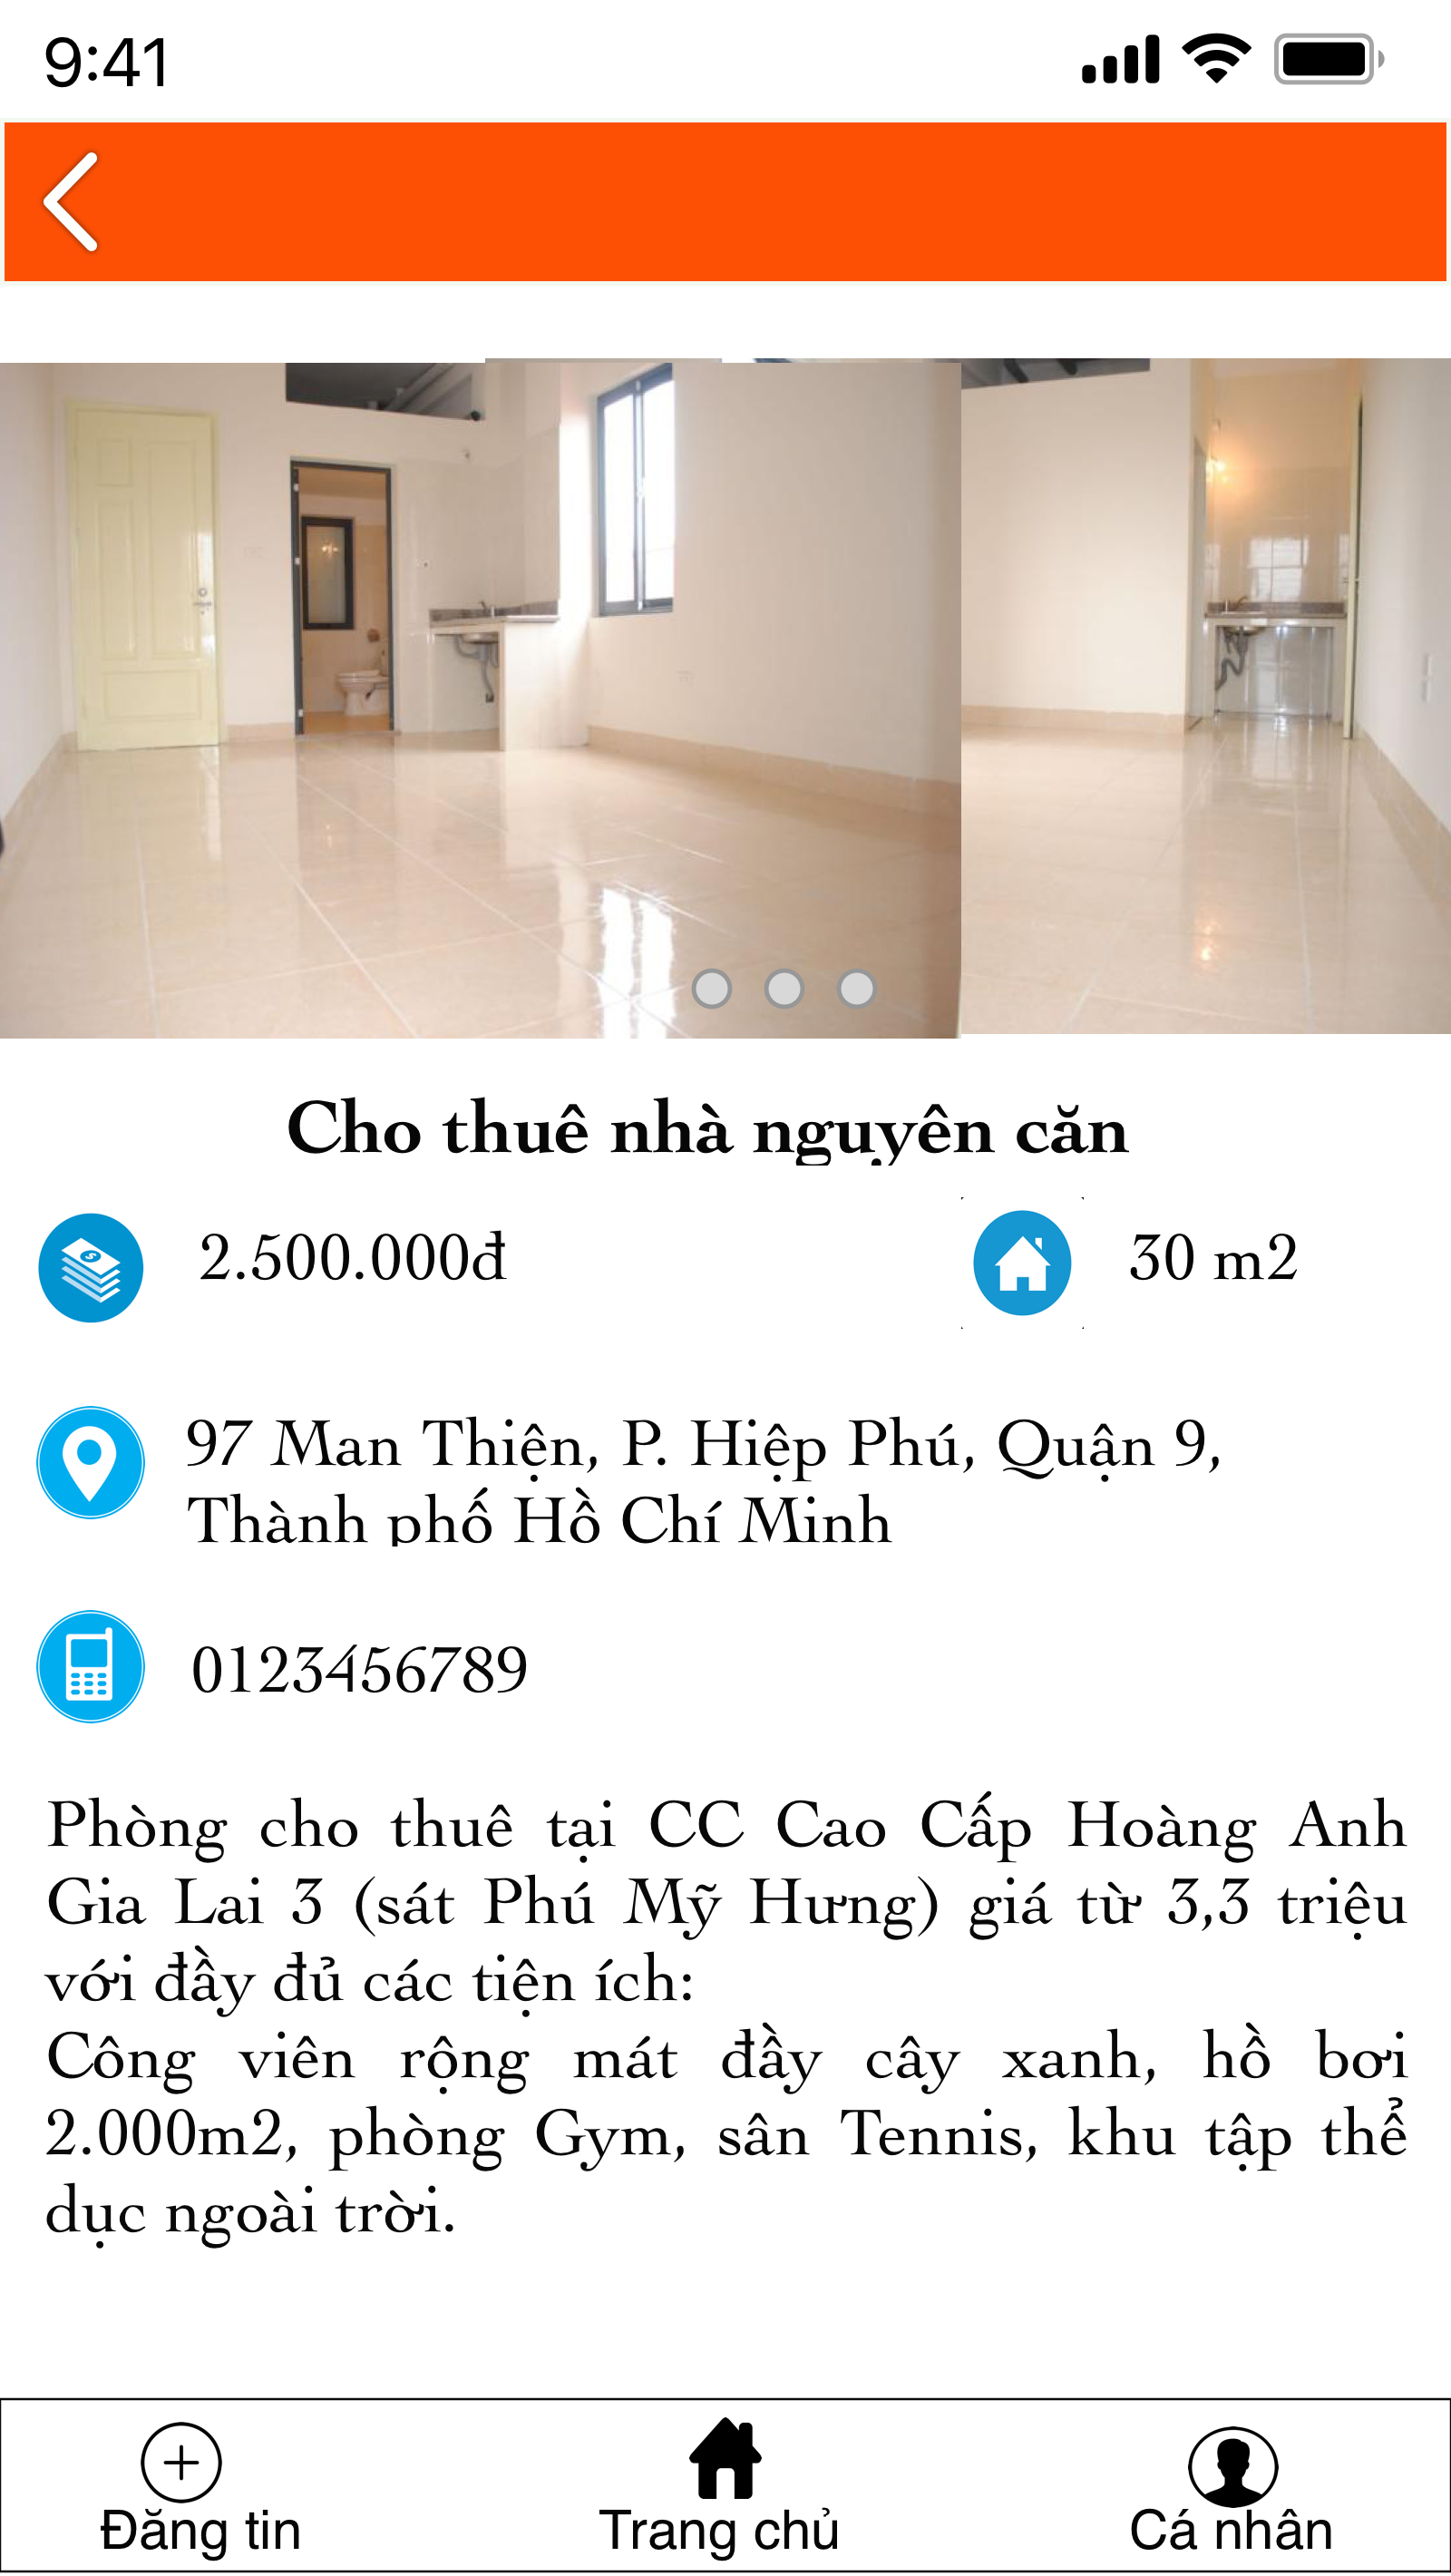 9:41
Cho thuê nhà nguyên căn
2.500.000đ
30 m2
97 Man Thiện, P. Hiệp Phú, Quận 9,
Thành phố Hồ Chí Minh
0123456789
Phòng cho thuê tại CC Cao Cấp Hoàng Anh
Gia Lai 3 (sát Phú Mỹ Hưng) giá từ 3,3 triệu
với đầy đủ các tiện ích:
Công viên rộng mát đầy cây xanh, hồ bơi
2.000m2, phòng Gym, sân Tennis, khu tập thể
dục ngoài trời.
Đăng tin
Trang chủ
Cá nhân